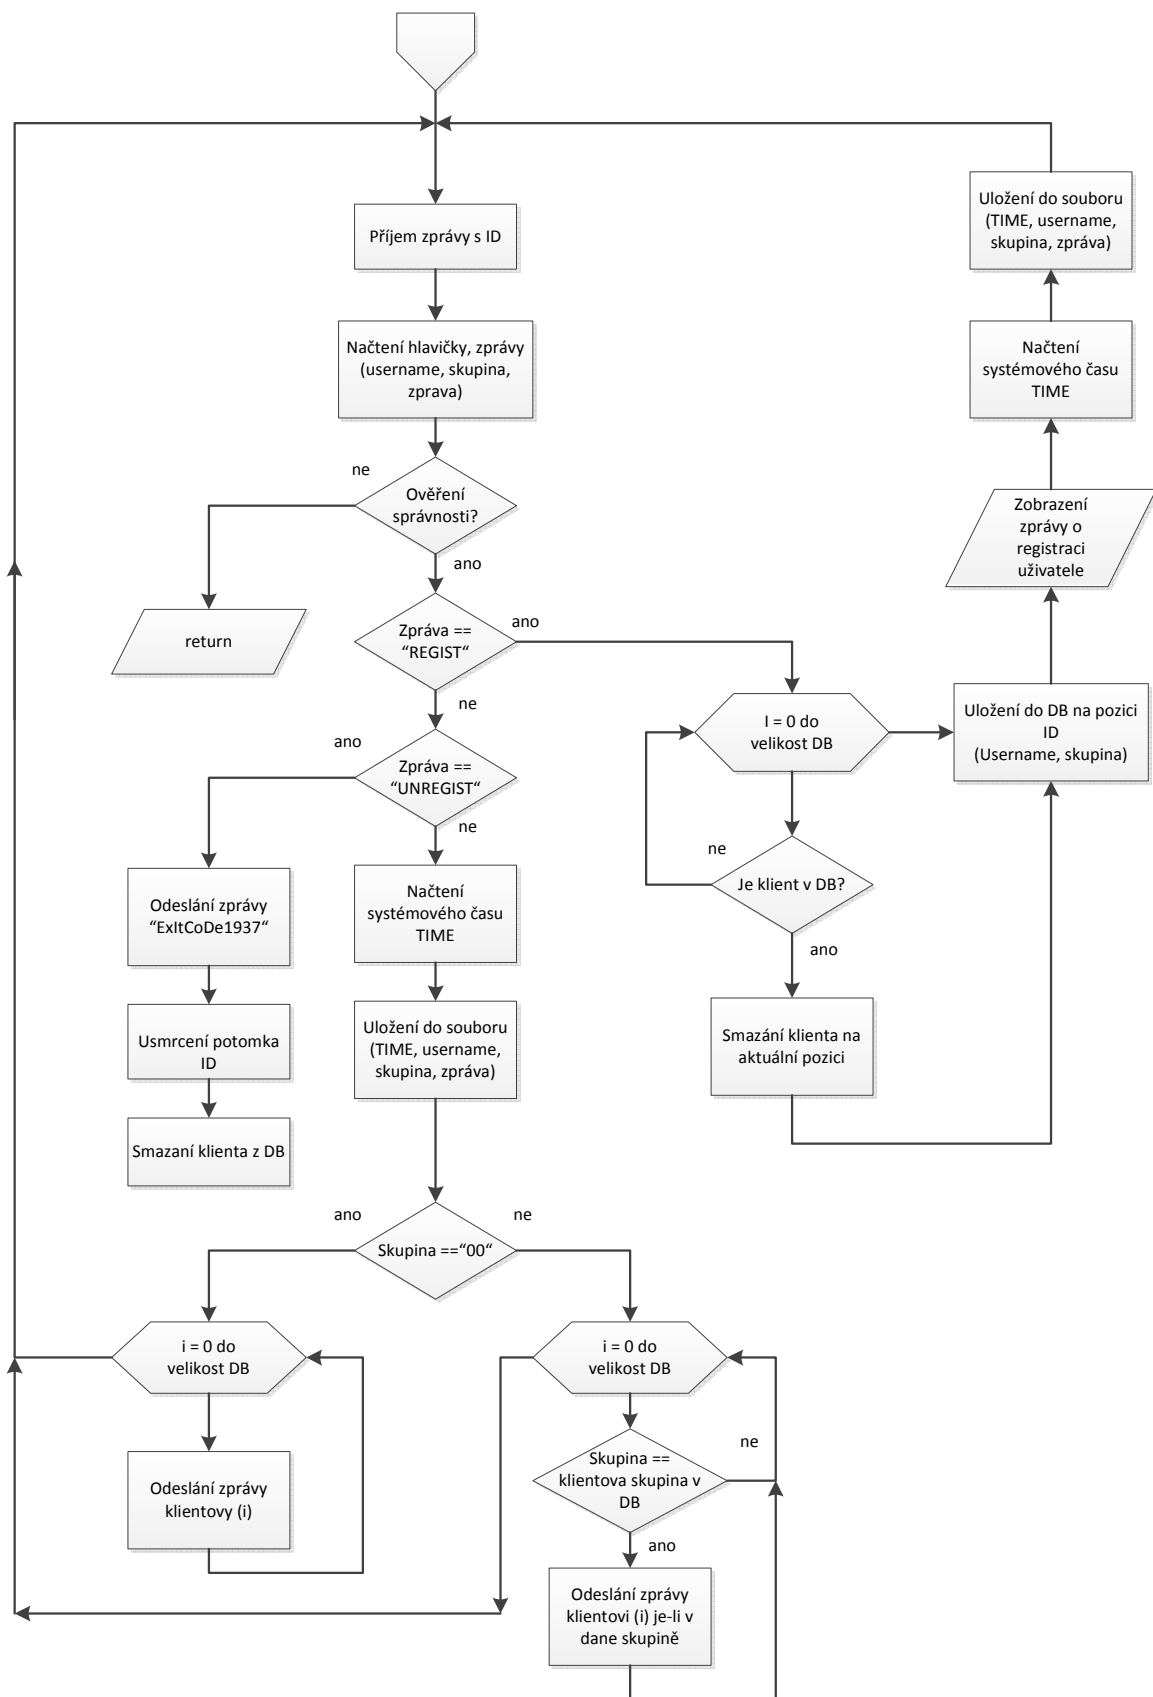 Příjem zprávy s ID
Načtení hlavičky, zprávy
(username, skupina,
zprava)
ne
Ověření
správnosti?
ano
return
Zpráva ==
“REGIST“
ano
ne
ano
Zpráva ==
“UNREGIST“
ne
Odeslání zprávy
“ExItCoDe1937“
Usmrcení potomka
ID
Smazaní klienta z DB
Načtení
systémového času
TIME
Uložení do souboru
(TIME, username,
skupina, zpráva)
ano
ne
Skupina ==“00“
i = 0 do
velikost DB
Odeslání zprávy
klientovy (i)
i = 0 do
velikost DB
Skupina ==
klientova skupina v
DB
ne
ano
Odeslání zprávy
klientovi (i) je-li v
dane skupině
I = 0 do
velikost DB
ne
Je klient v DB?
ano
Smazání klienta na
aktuální pozici
Uložení do DB na pozici
ID
(Username, skupina)
Zobrazení
zprávy o
registraci
uživatele
Načtení
systémového času
TIME
Uložení do souboru
(TIME, username,
skupina, zpráva)